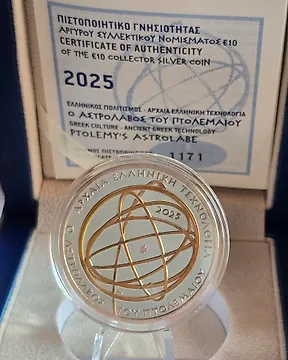 ΠΙΣΤΟΠΟΙΗΤΙΚΟ ΓΝΗΣΙΟΤΗΤΑΣ
ΑΡΓΥΡΟΥ ΣΥΛΛΕΚΤΙΚΟΥ ΝΟΜΙΣΜΑΤΟΣ €10
CERTIFICATE OF AUTHENTICITY
OF THE €10 COLLECTOR SILVER COIN
2025
ΕΛΛΗΝΙΚΟΣ ΠΟΛΙΤΙΣΜΟΣ - ΑΡΧΑΙΑ ΕΛΛΗΝΙΚΗ ΤΕΧΝΟΛΟΓΙΑ
Ο ΑΣΤΡΟΛΑΒΟΣ ΤΟΥ ΠΤΟΛΕΜΑΙΟΥ
GREEK CULTURE - ANCIENT GREEK TECHNOLOGY
PTOLEMY'S ASTROLABE
1171
ΑΡΧΑΙΑ ΕΛΛΗΝΙΚΗ ΤΕΧΝΟΛΟΓΙΑ
2025
Ο ΑΣΤΡΟΛΑΒΟΣ ΤΟΥ ΠΤΟΛΕΜΑΙΟΥ